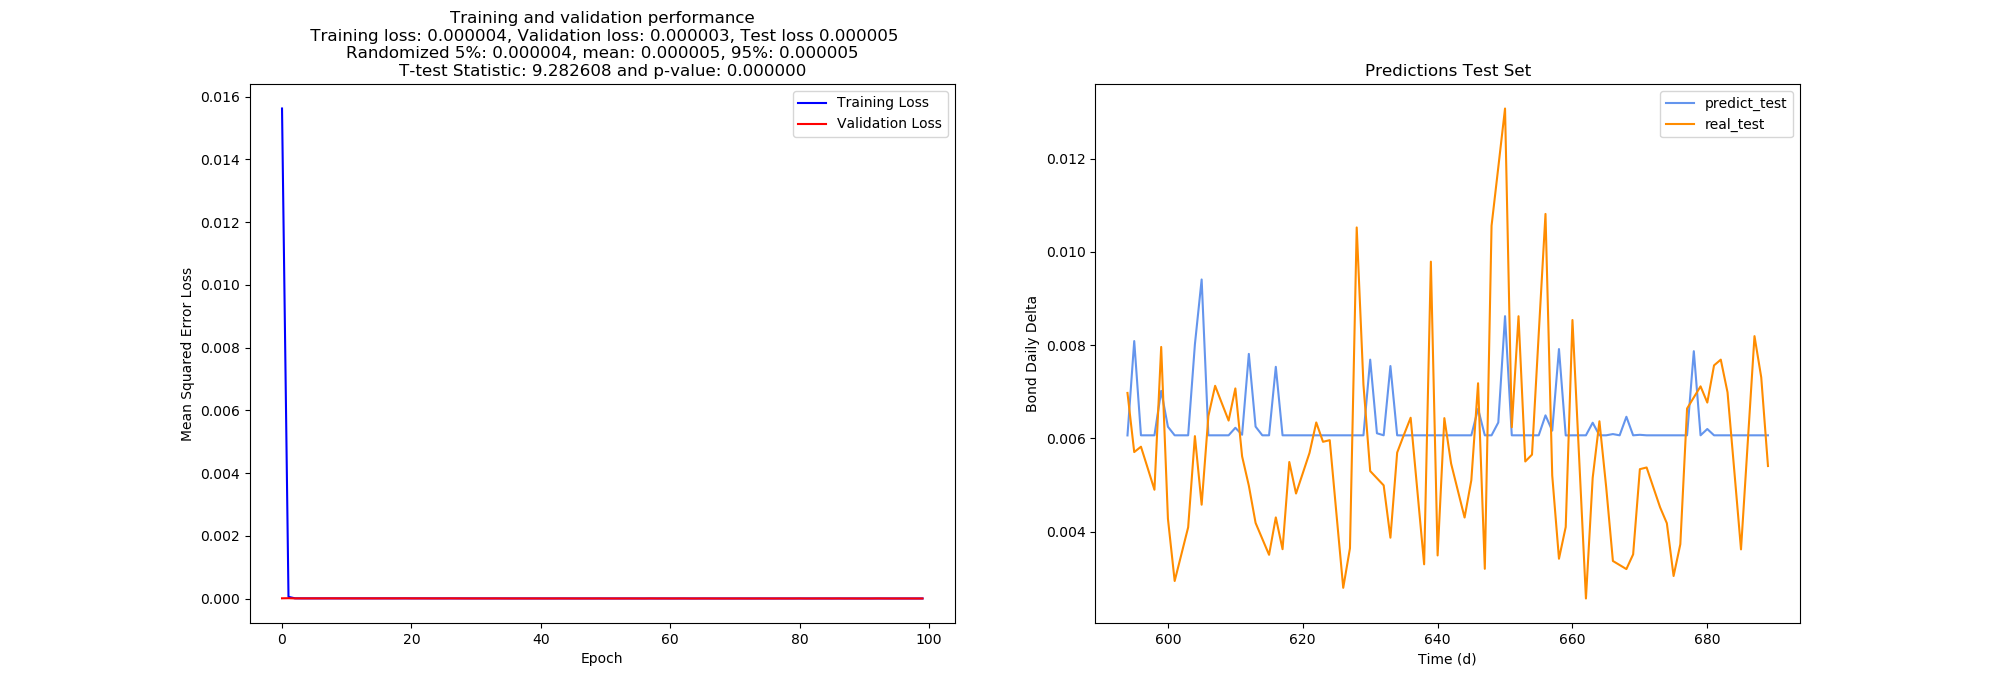 Training and validation performance
Training loss: 0.000004, Validation loss: 0.000003, Test loss 0.000005
Randomized 5%: 0.000004, mean: 0.000005, 95%: 0.000005
T-test Statistic: 9.282608 and p-value: 0.000000
Mean Squared Error Loss
0.016
0.014
0.012
0.010
0.008
0.006
0.004
0.002
0.000
Training Loss
Validation Loss
0
20
40
60
80
100
Epoch
Predictions Test Set
Bond Daily Delta
0.012
0.010
0.008
0.006
0.004
predict_test
real_test
600
620
640
660
680
Time (d)